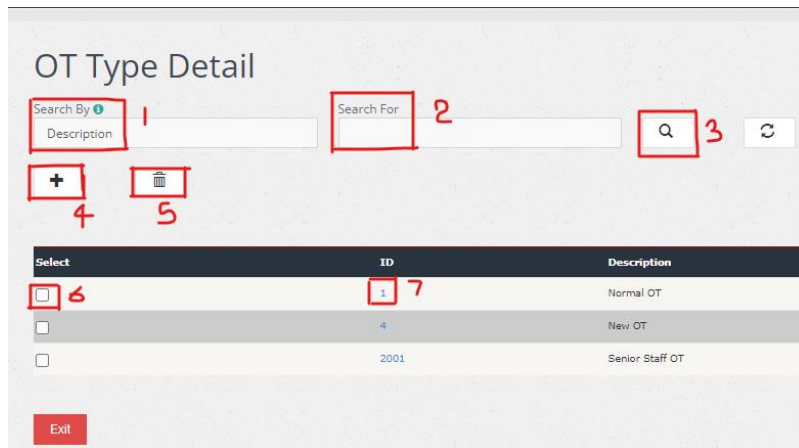 OT Type Detail
Search By
1
Search For
2
Description
3
4
5
Select ID Description
6
1
7
Normal OT
4 New OT
2001 Senior Staff OT
Exit